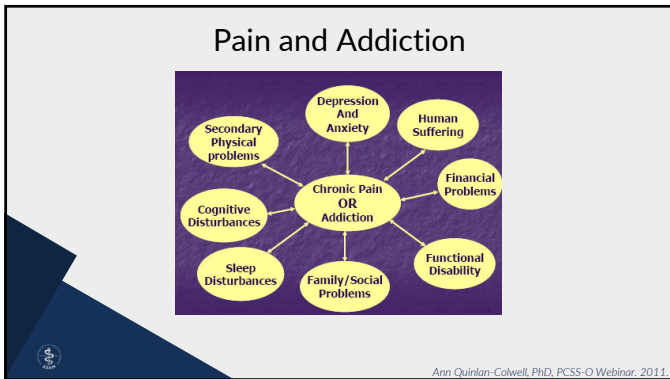 Pain and Addiction
Depression
And
Anxiety
Human
Suffering
Secondary
Physical
problems
Financial
Problems
Chronic Pain
OR
Addiction
Cognitive
Disturbances
Functional
Disability
Sleep
Disturbances
Family/Social
Problems
ASAM
Ann Quinlan-Colwell, PhD, PCSS-O Webinar. 2011.